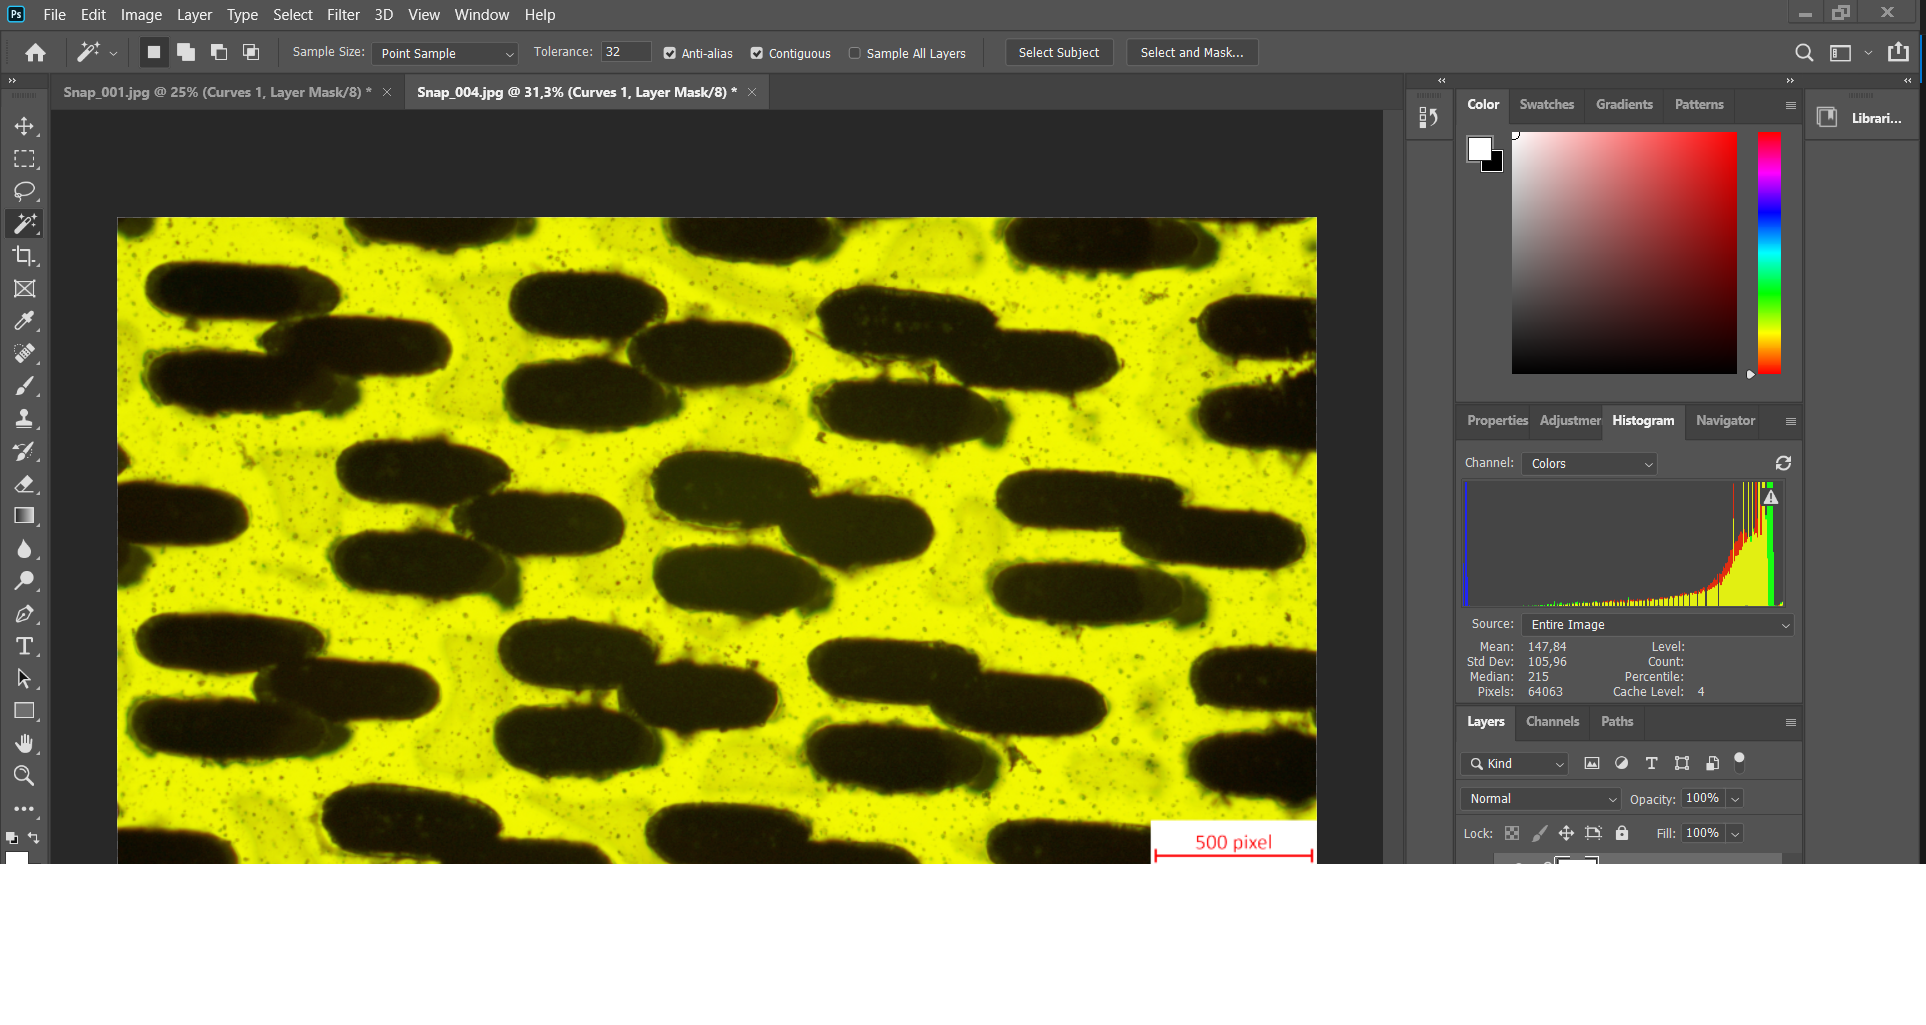 Ps File Edit Image Layer Type Select Filter 3D View Window Help
Sample Size: Point Sample Tolerance: 32 Anti-alias Contiguous Sample All Layers Select Subject Select and Mask...
Snap_001.jpg @ 25% (Curves 1, Layer Mask/8) * Snap_004.jpg @ 31,3% (Curves 1, Layer Mask/8) *
Color Swatches Gradients Patterns
Librari...
Properties Adjustmer Histogram Navigator
Channel: Colors
Source: Entire Image
Mean: 147,84 Level:
Std Dev: 105,96 Count:
Median: 215 Percentile:
Pixels: 64063 Cache Level: 4
Layers Channels Paths
Kind
Normal Opacity: 100%
Lock: Fill: 100%
500 pixel